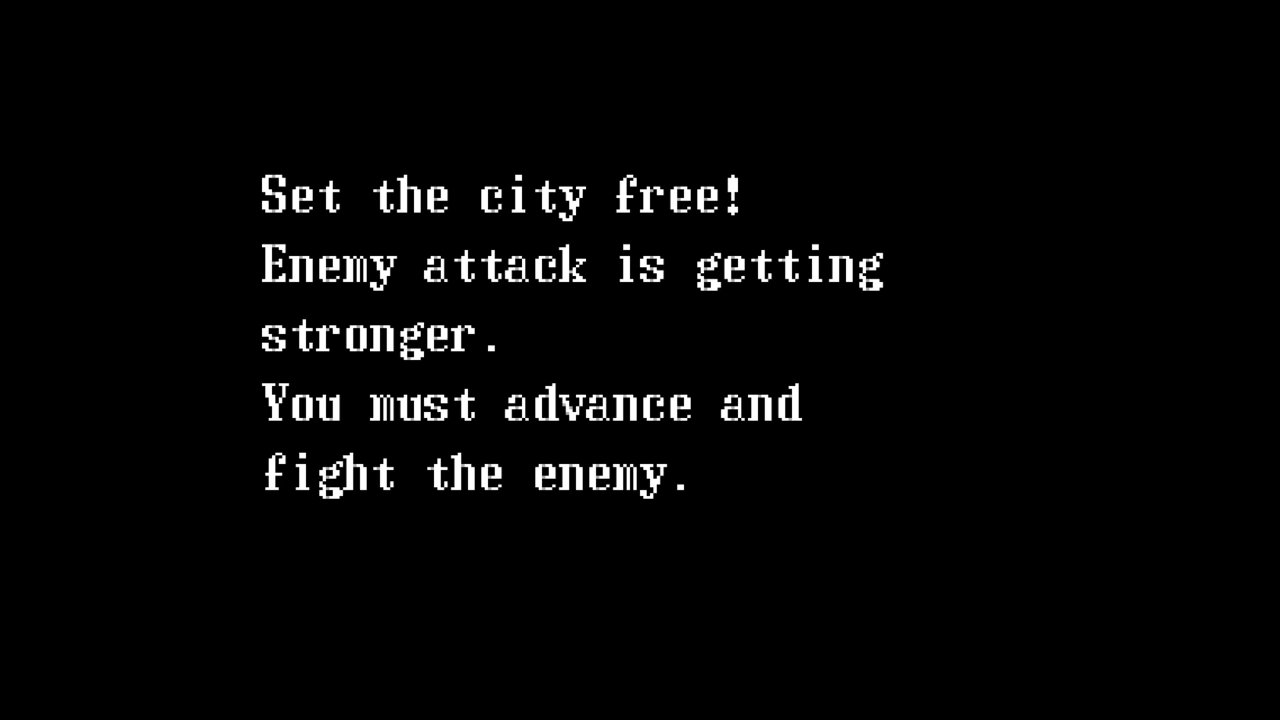 Set the city free!
Enemy attack is getting
stronger.
You must advance and
fight the enemy.